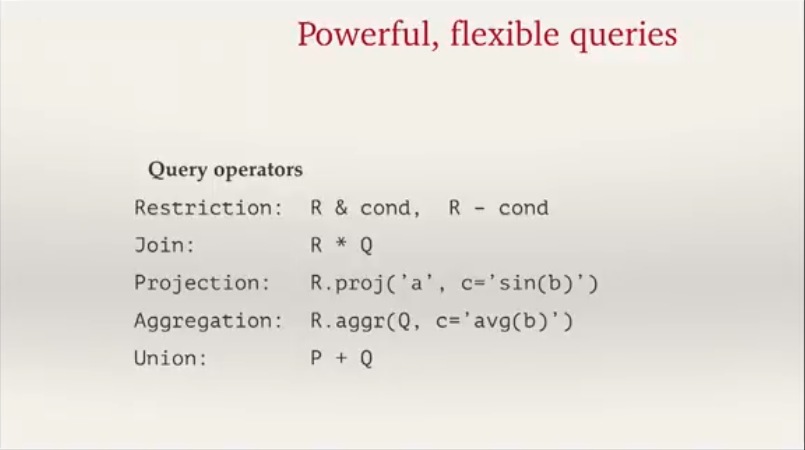 Powerful, flexible queries
Query operators
Restriction: R & cond, R - cond
Join: R * Q
Projection: R.proj('a', c='sin(b)')
Aggregation: R.aggr(Q, c='avg(b)')
Union: P + Q